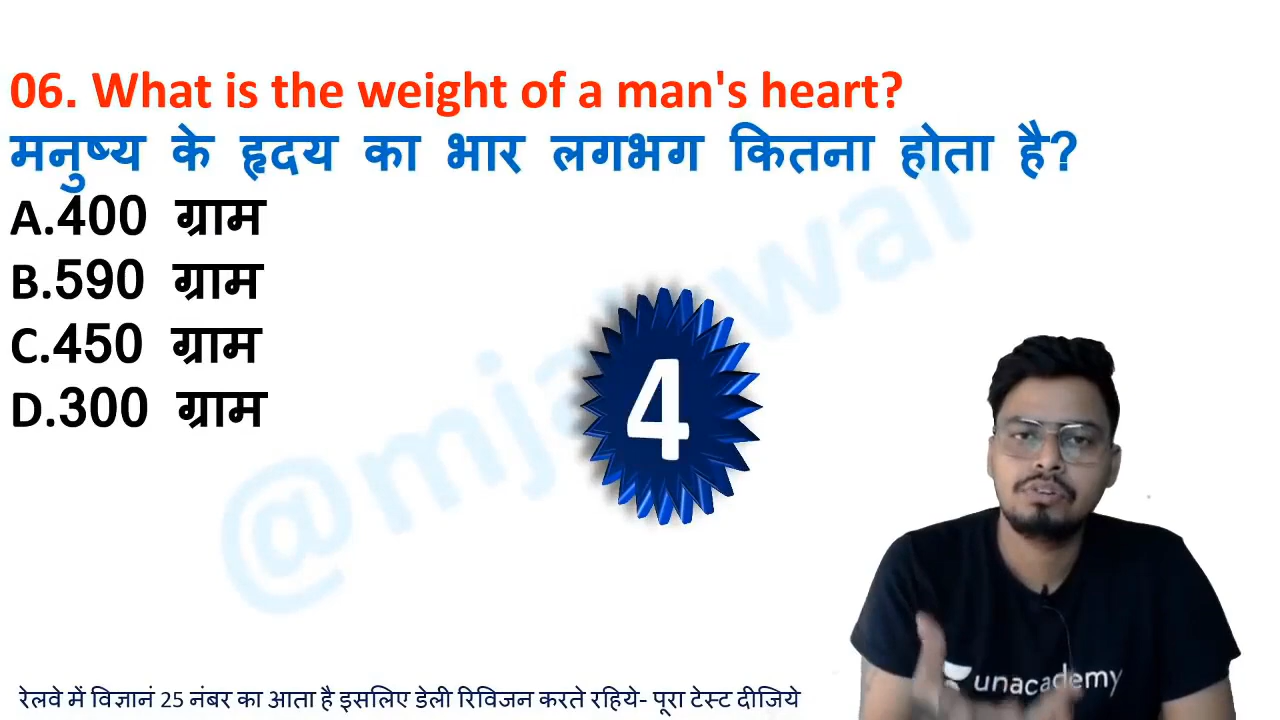 06. What is the weight of a man's heart?
मनुष्य के हृदय का भार लगभग कितना होता है?
A.400 ग्राम
B.590 ग्राम
C.450 ग्राम
D.300 ग्राम
4
unacademy
रेलवे में विज्ञानं 25 नंबर का आता है इसलिए डेली रिविजन करते रहिये- पूरा टेस्ट दीजिये